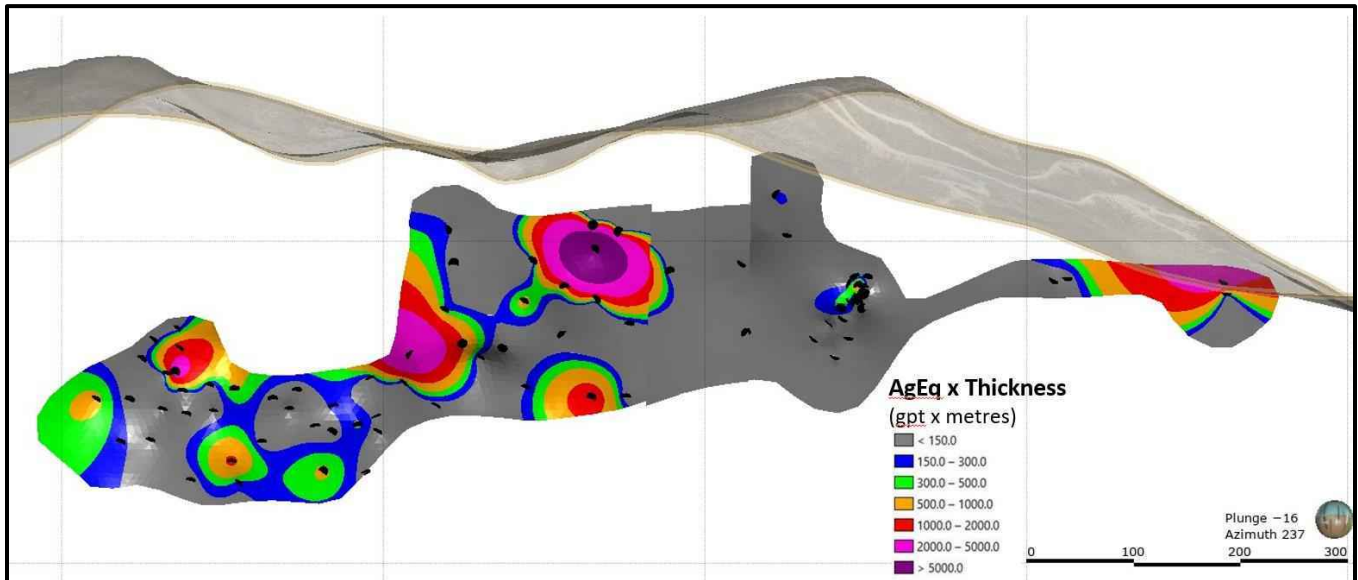 AgEq x Thickness
(gpt x metres)
< 150.0
150.0 – 300.0
300.0 – 500.0
500.0 – 1000.0
1000.0 – 2000.0
2000.0 – 5000.0
> 5000.0
Plunge −16
Azimuth 237
0 100 200 300